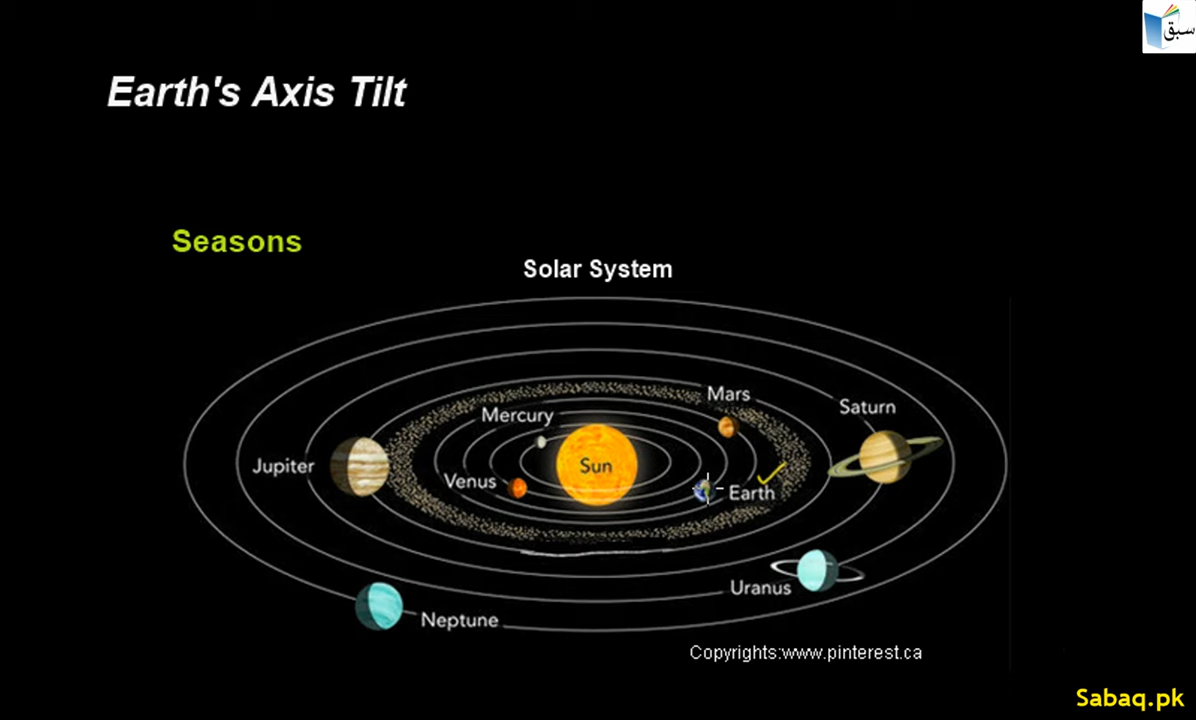 سبق
Earth's Axis Tilt
Seasons
Solar System
Mars
Saturn
Mercury
Jupiter
Sun
Venus
Earth
Uranus
Neptune
Copyrights:www.pinterest.ca
Sabaq.pk